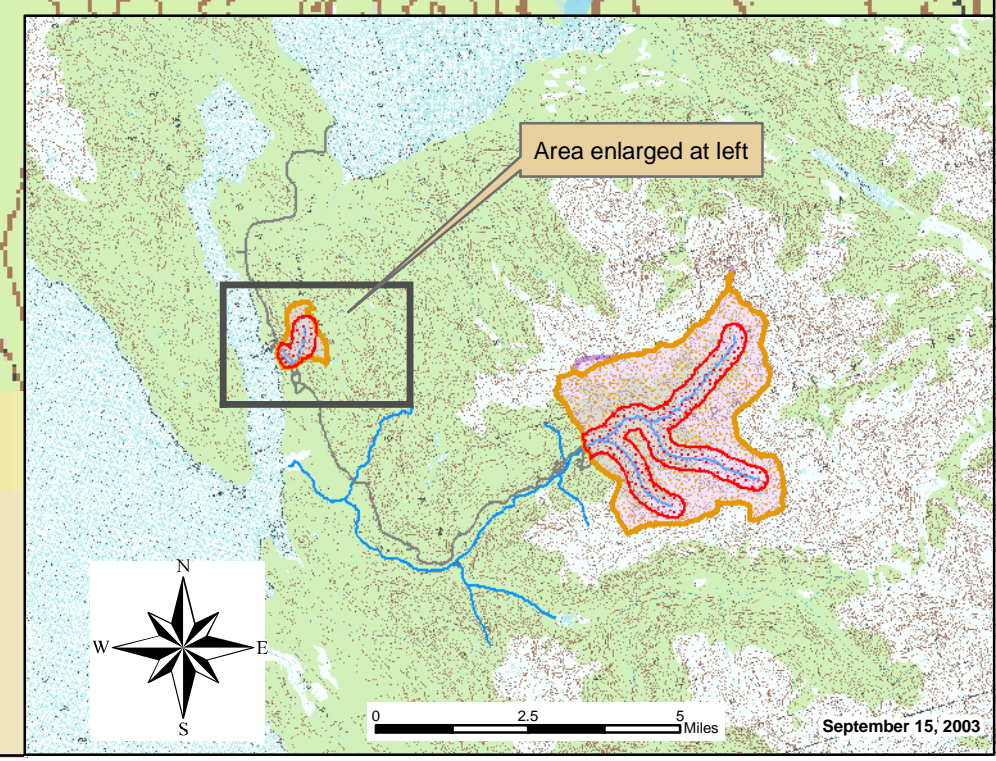 Area enlarged at left
N
W E
S
0 2.5 5
Miles
September 15, 2003